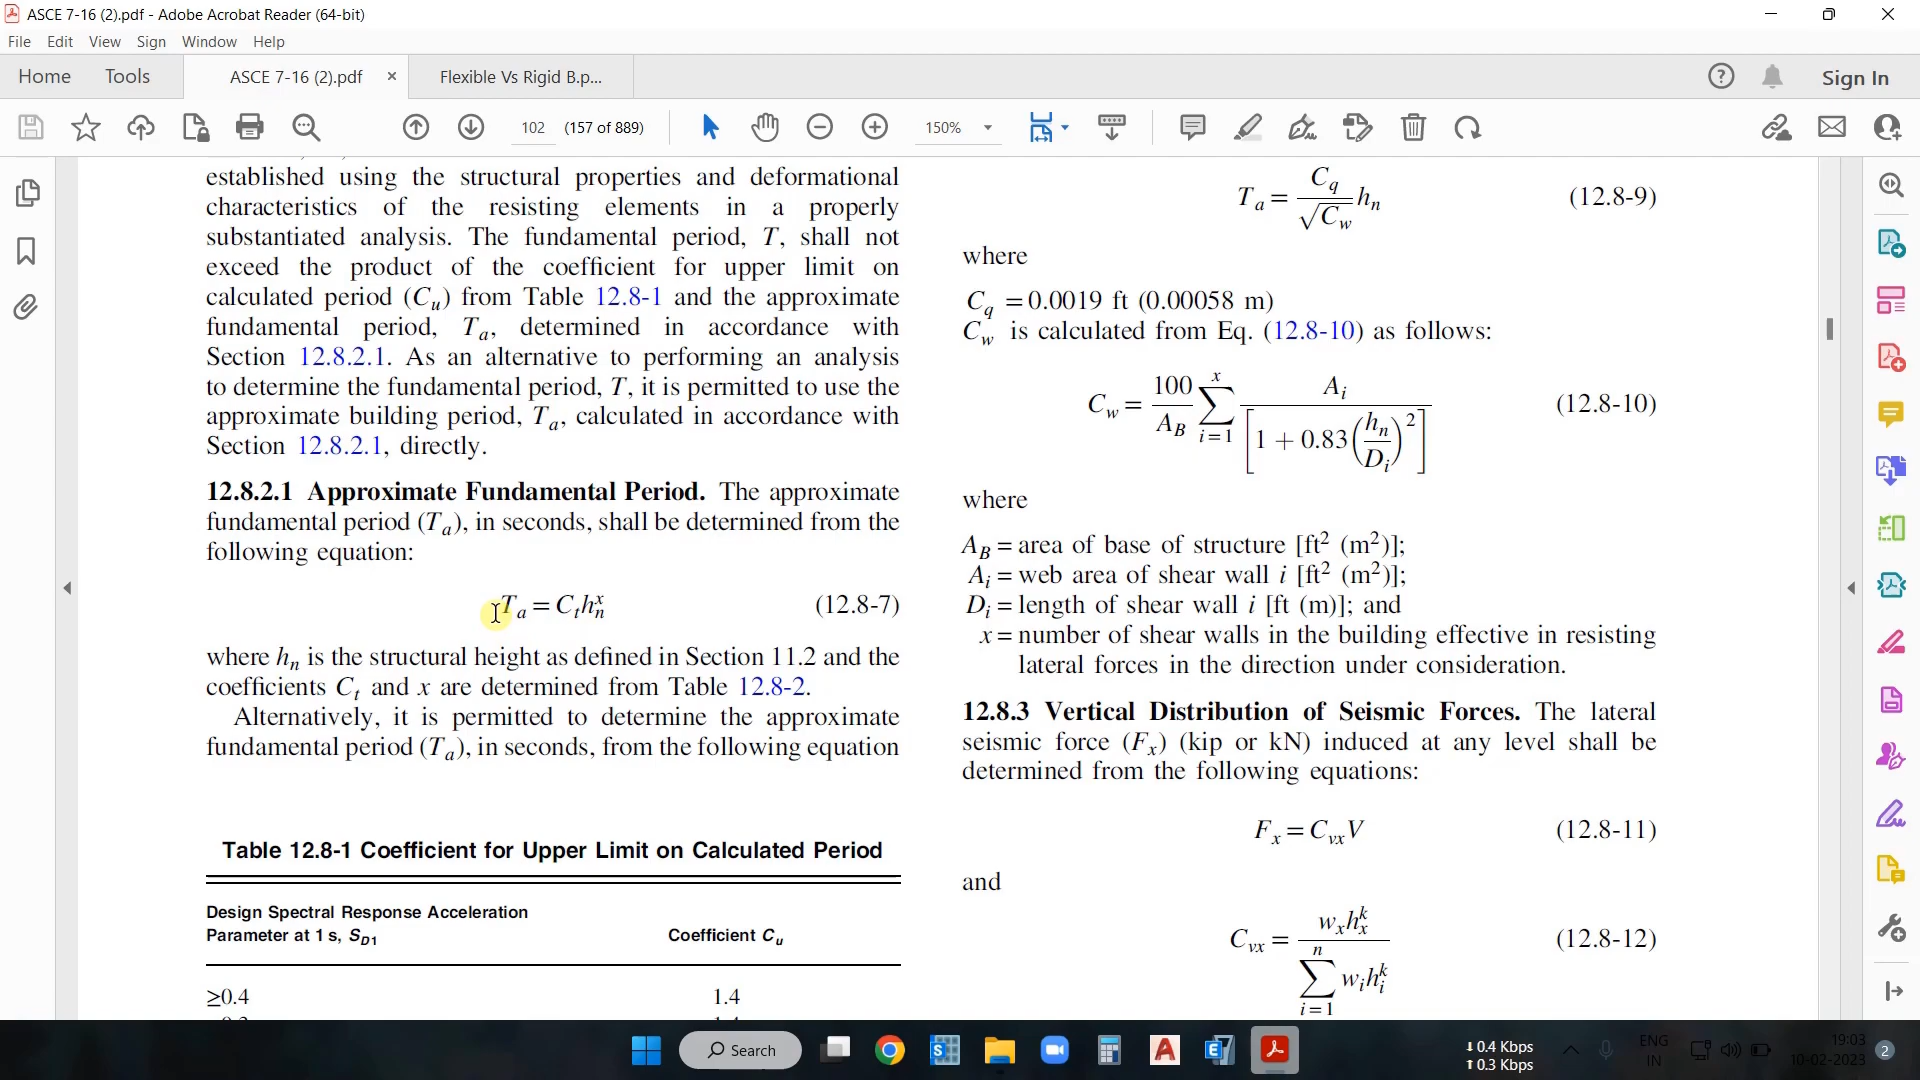 ASCE 7-16 (2).pdf - Adobe Acrobat Reader (64-bit)
File Edit View Sign Window Help
Home Tools ASCE 7-16 (2).pdf × Flexible Vs Rigid B.p... Sign In
102 (157 of 889) 150%
established using the structural properties and deformational
characteristics of the resisting elements in a properly
substantiated analysis. The fundamental period, T, shall not
exceed the product of the coefficient for upper limit on
calculated period (Cu) from Table 12.8-1 and the approximate
fundamental period, Ta, determined in accordance with
Section 12.8.2.1. As an alternative to performing an analysis
to determine the fundamental period, T, it is permitted to use the
approximate building period, Ta, calculated in accordance with
Section 12.8.2.1, directly.
12.8.2.1 Approximate Fundamental Period. The approximate
fundamental period (Ta), in seconds, shall be determined from the
following equation:
Ta = Ct hn^x (12.8-7)
where hn is the structural height as defined in Section 11.2 and the
coefficients Ct and x are determined from Table 12.8-2.
Alternatively, it is permitted to determine the approximate
fundamental period (Ta), in seconds, from the following equation
Table 12.8-1 Coefficient for Upper Limit on Calculated Period
Design Spectral Response Acceleration
Parameter at 1 s, SD1 Coefficient Cu
≥0.4 1.4
Ta = Cq/√Cw hn (12.8-9)
where
Cq =0.0019 ft (0.00058 m)
Cw is calculated from Eq. (12.8-10) as follows:
Cw = 100/AB ∑ i=1 x Ai/[1 + 0.83(hn/Di)^2] (12.8-10)
where
AB = area of base of structure [ft2 (m2)];
Ai = web area of shear wall i [ft2 (m2)];
Di = length of shear wall i [ft (m)]; and
x = number of shear walls in the building effective in resisting
lateral forces in the direction under consideration.
12.8.3 Vertical Distribution of Seismic Forces. The lateral
seismic force (Fx) (kip or kN) induced at any level shall be
determined from the following equations:
Fx = CvxV (12.8-11)
and
Cvx = wx hx^k / ∑ i=1 n wi hi^k (12.8-12)
Search
0.4 Kbps
0.3 Kbps
ENG
IN
19:03
10-02-2023
2